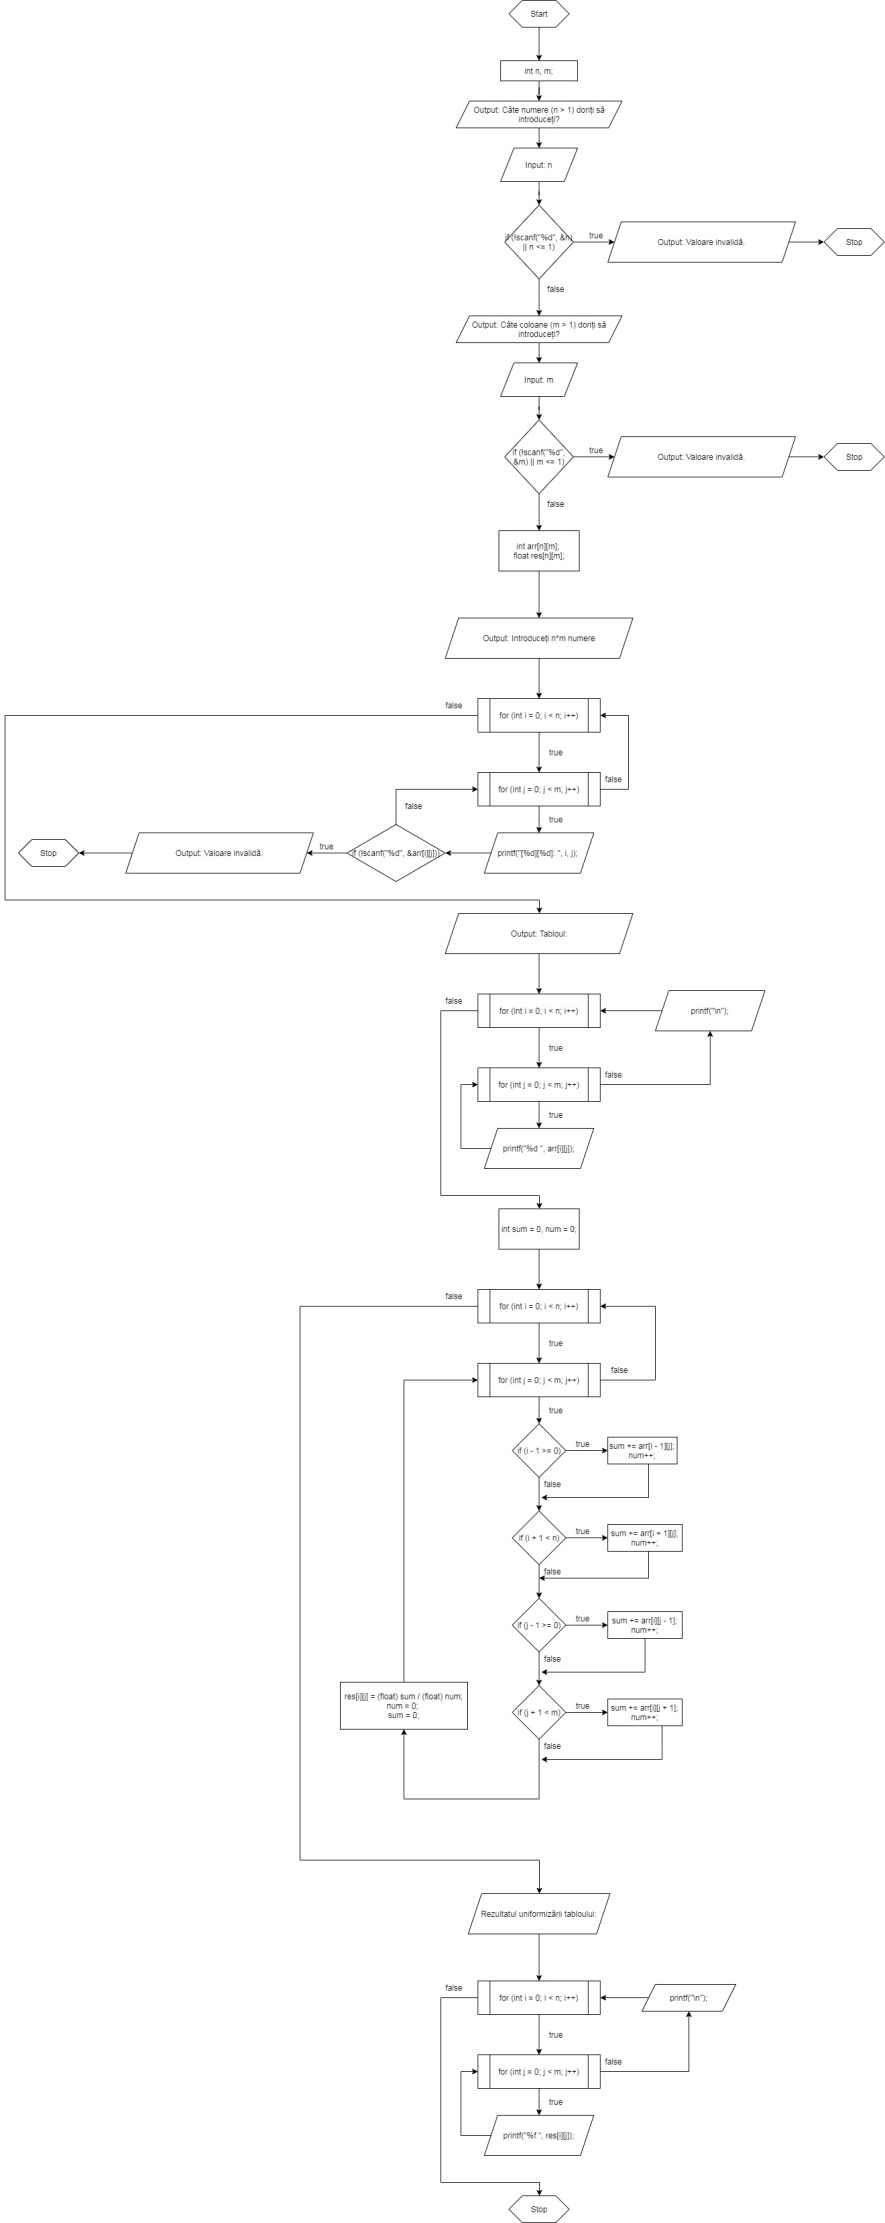 Start
int n, m;
Output: Câte numere (n > 1) doriți să
introduceți?
Input: n
if (!scanf("%d", &n)
|| n <= 1)
true
Output: Valoare invalidă.
Stop
false
Output: Câte coloane (m > 1) doriți să
introduceți?
Input: m
if (!scanf("%d",
&m) || m <= 1)
true
Output: Valoare invalidă.
Stop
false
int arr[n][m];
float res[n][m];
Output: Introduceți n*m numere
false
for (int i = 0; i < n; i++)
true
for (int j = 0; j < m; j++)
false
false
true
Stop
Output: Valoare invalidă.
true
if (!scanf("%d", &arr[i][j]))
printf("[%d][%d]: ", i, j);
Output: Tabloul:
false
for (int i = 0; i < n; i++)
printf("\n");
true
for (int j = 0; j < m; j++)
false
true
printf("%d ", arr[i][j]);
int sum = 0, num = 0;
false
for (int i = 0; i < n; i++)
true
for (int j = 0; j < m; j++)
false
true
if (i - 1 >= 0)
true
sum += arr[i - 1][j];
num++;
false
if (i + 1 < n)
true
sum += arr[i + 1][j];
num++;
false
if (j - 1 >= 0)
true
sum += arr[i][j - 1];
num++;
false
res[i][j] = (float) sum / (float) num;
num = 0;
sum = 0;
if (j + 1 < m)
true
sum += arr[i][j + 1];
num++;
false
Rezultatul uniformizării tabloului:
false
for (int i = 0; i < n; i++)
printf("\n");
true
for (int j = 0; j < m; j++)
false
true
printf("%f ", res[i][j]);
Stop